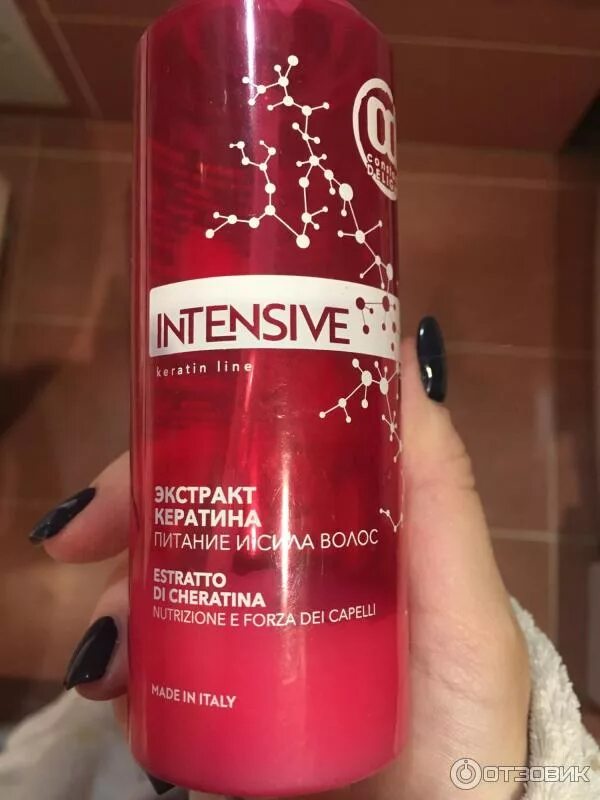 INTENSIVE
keratin line
ЭКСТРАКТ
КЕРАТИНА
ПИТАНИЕ И СИЛА ВОЛОС
ESTRATTO
DI CHERATINA
NUTRIZIONE E FORZA DEI CAPELLI
MADE IN ITALY
ОТЗОВИК